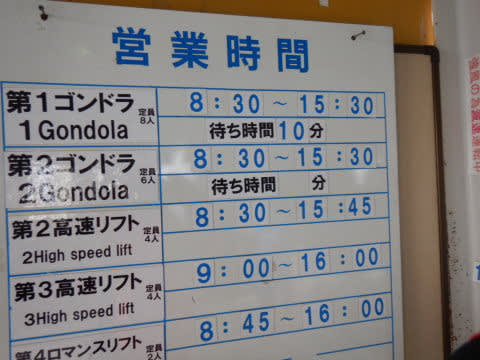 営業時間
第1ゴンドラ 定員8人 8:30～15:30
1Gondola 待ち時間10分
第2ゴンドラ 定員6人 8:30～15:30
2Gondola 待ち時間 分
第2高速リフト 定員4人 8:30～15:45
2High speed lift
第3高速リフト 定員4人 9:00～16:00
3High speed lift
第4ロマンスリフト 定員2人 8:45～16:00